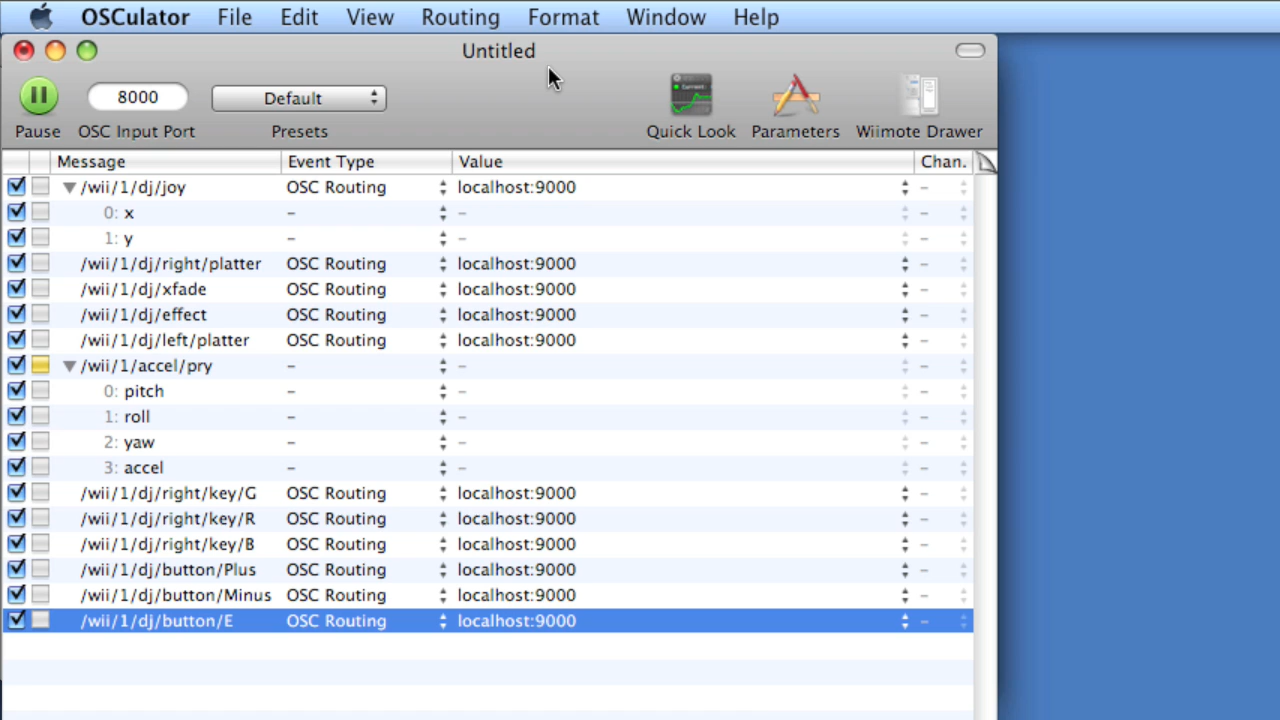 OSCulator File Edit View Routing Format Window Help
Untitled
8000 Default
Pause OSC Input Port Presets Quick Look Parameters Wiimote Drawer
Message Event Type Value Chan.
/wii/1/dj/joy OSC Routing localhost:9000 –
0: x – –
1: y – – –
/wii/1/dj/right/platter OSC Routing localhost:9000 –
/wii/1/dj/xfade OSC Routing localhost:9000 –
/wii/1/dj/effect OSC Routing localhost:9000 –
/wii/1/dj/left/platter OSC Routing localhost:9000 –
/wii/1/accel/pry – – –
0: pitch – – –
1: roll – – –
2: yaw – – –
3: accel – – –
/wii/1/dj/right/key/G OSC Routing localhost:9000 –
/wii/1/dj/right/key/R OSC Routing localhost:9000 –
/wii/1/dj/right/key/B OSC Routing localhost:9000 –
/wii/1/dj/button/Plus OSC Routing localhost:9000 –
/wii/1/dj/button/Minus OSC Routing localhost:9000 –
/wii/1/dj/button/E OSC Routing localhost:9000 –